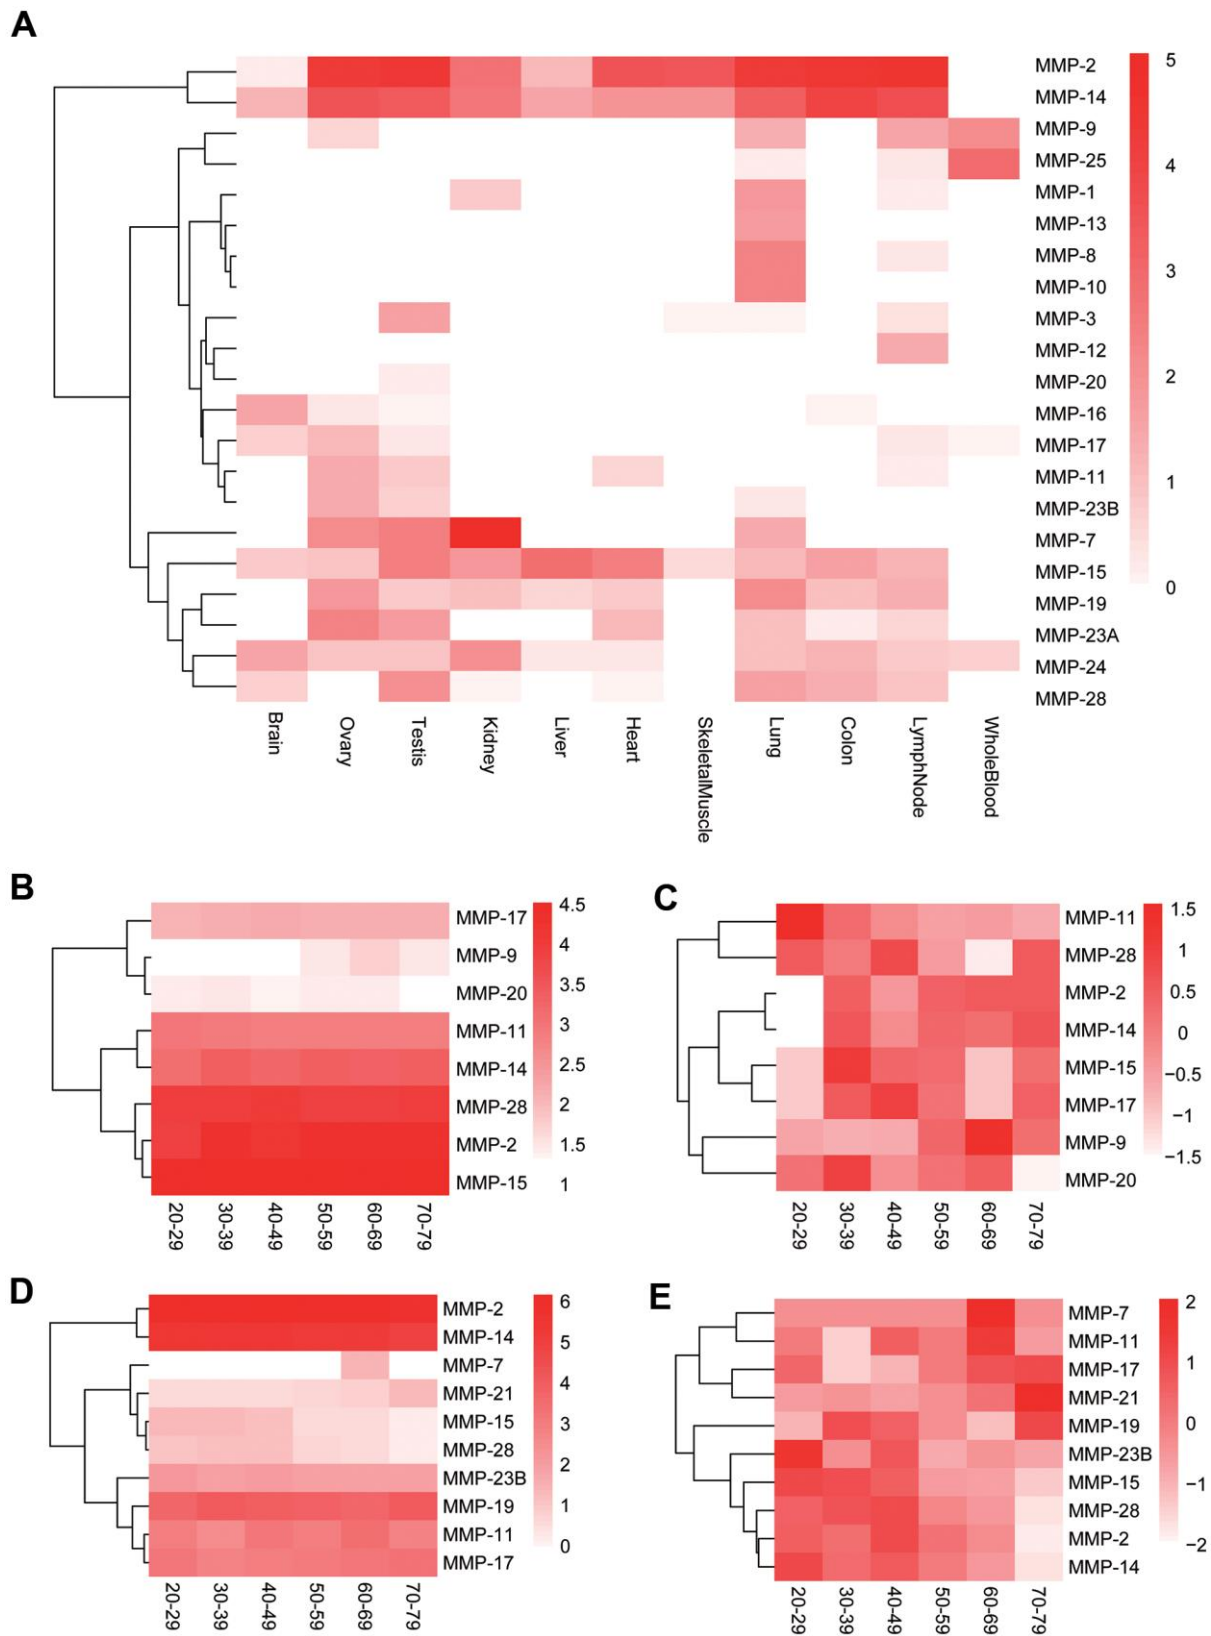 A
MMP-2
MMP-14
MMP-9
MMP-25
MMP-1
MMP-13
MMP-8
MMP-10
MMP-3
MMP-12
MMP-20
MMP-16
MMP-17
MMP-11
MMP-23B
MMP-7
MMP-15
MMP-19
MMP-23A
MMP-24
MMP-28
5
4
3
2
1
0
Brain
Ovary
Testis
Kidney
Liver
Heart
SkeletalMuscle
Lung
Colon
LymphNode
WholeBlood
B
MMP-17
MMP-9
MMP-20
MMP-11
MMP-14
MMP-28
MMP-2
MMP-15
4.5
4
3.5
3
2.5
2
1.5
1
20-29
30-39
40-49
50-59
60-69
70-79
C
MMP-11
MMP-28
MMP-2
MMP-14
MMP-15
MMP-17
MMP-9
MMP-20
1.5
1
0.5
0
−0.5
−1
−1.5
20-29
30-39
40-49
50-59
60-69
70-79
D
MMP-2
MMP-14
MMP-7
MMP-21
MMP-15
MMP-28
MMP-23B
MMP-19
MMP-11
MMP-17
6
5
4
3
2
1
0
20-29
30-39
40-49
50-59
60-69
70-79
E
MMP-7
MMP-11
MMP-17
MMP-21
MMP-19
MMP-23B
MMP-15
MMP-28
MMP-2
MMP-14
2
1
0
−1
−2
20-29
30-39
40-49
50-59
60-69
70-79